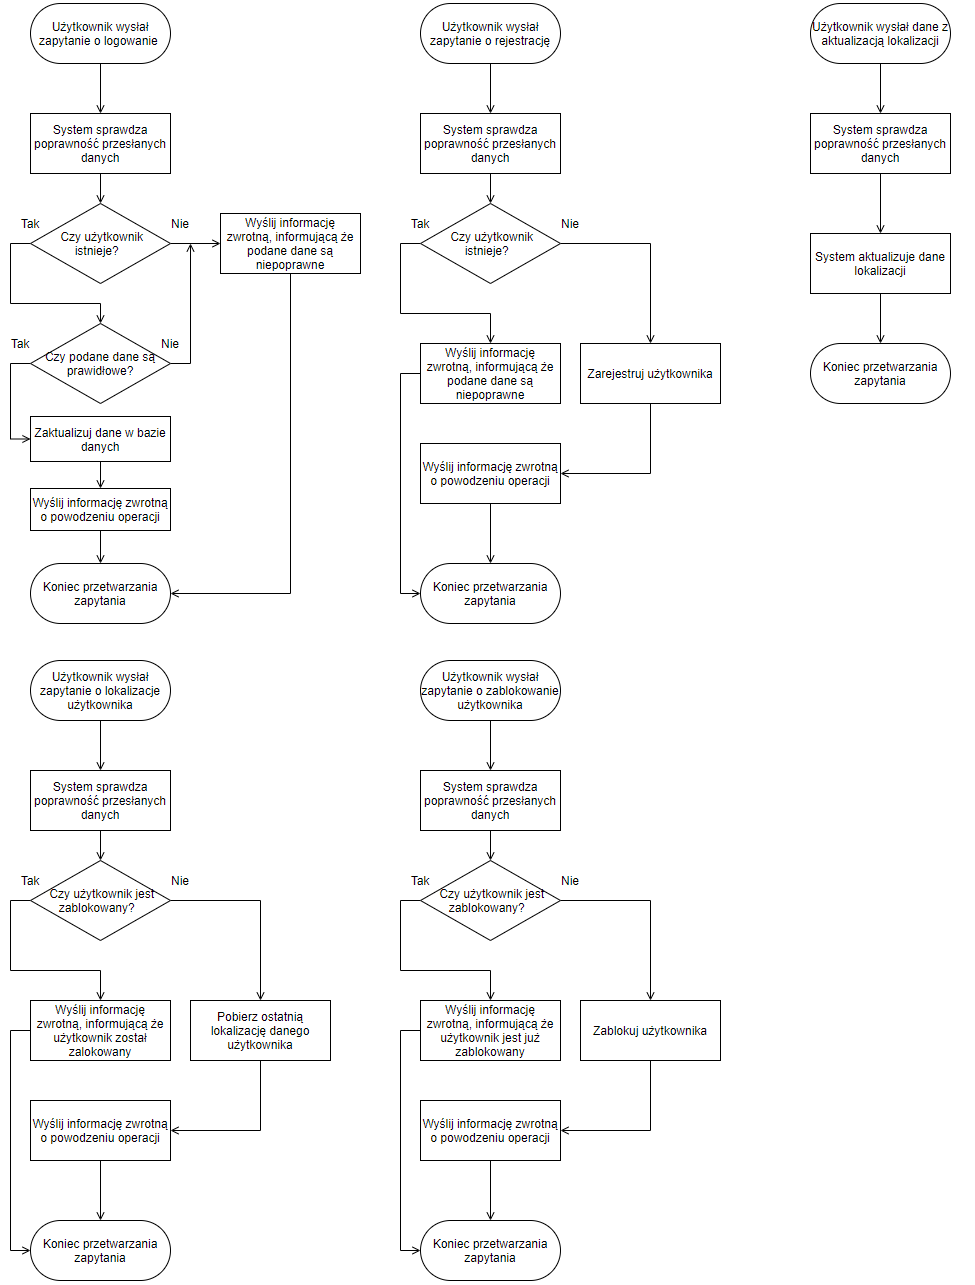 Użytkownik wysłał
zapytanie o logowanie
System sprawdza
poprawność przesłanych
danych
Tak
Nie
Czy użytkownik
istnieje?
Wyślij informację
zwrotną, informującą że
podane dane są
niepoprawne
Tak
Nie
Czy podane dane są
prawidłowe?
Zaktualizuj dane w bazie
danych
Wyślij informację zwrotną
o powodzeniu operacji
Koniec przetwarzania
zapytania
Użytkownik wysłał
zapytanie o rejestrację
System sprawdza
poprawność przesłanych
danych
Tak
Nie
Czy użytkownik
istnieje?
Wyślij informację
zwrotną, informującą że
podane dane są
niepoprawne
Zarejestruj użytkownika
Wyślij informację zwrotną
o powodzeniu operacji
Koniec przetwarzania
zapytania
Użytkownik wysłał dane z
aktualizacją lokalizacji
System sprawdza
poprawność przesłanych
danych
System aktualizuje dane
lokalizacji
Koniec przetwarzania
zapytania
Użytkownik wysłał
zapytanie o lokalizacje
użytkownika
System sprawdza
poprawność przesłanych
danych
Tak
Nie
Czy użytkownik jest
zablokowany?
Wyślij informację
zwrotną, informującą że
użytkownik został
zalokowany
Pobierz ostatnią
lokalizację danego
użytkownika
Wyślij informację zwrotną
o powodzeniu operacji
Koniec przetwarzania
zapytania
Użytkownik wysłał
zapytanie o zablokowanie
użytkownika
System sprawdza
poprawność przesłanych
danych
Tak
Nie
Czy użytkownik jest
zablokowany?
Wyślij informację
zwrotną, informującą że
użytkownik jest już
zablokowany
Zablokuj użytkownika
Wyślij informację zwrotną
o powodzeniu operacji
Koniec przetwarzania
zapytania